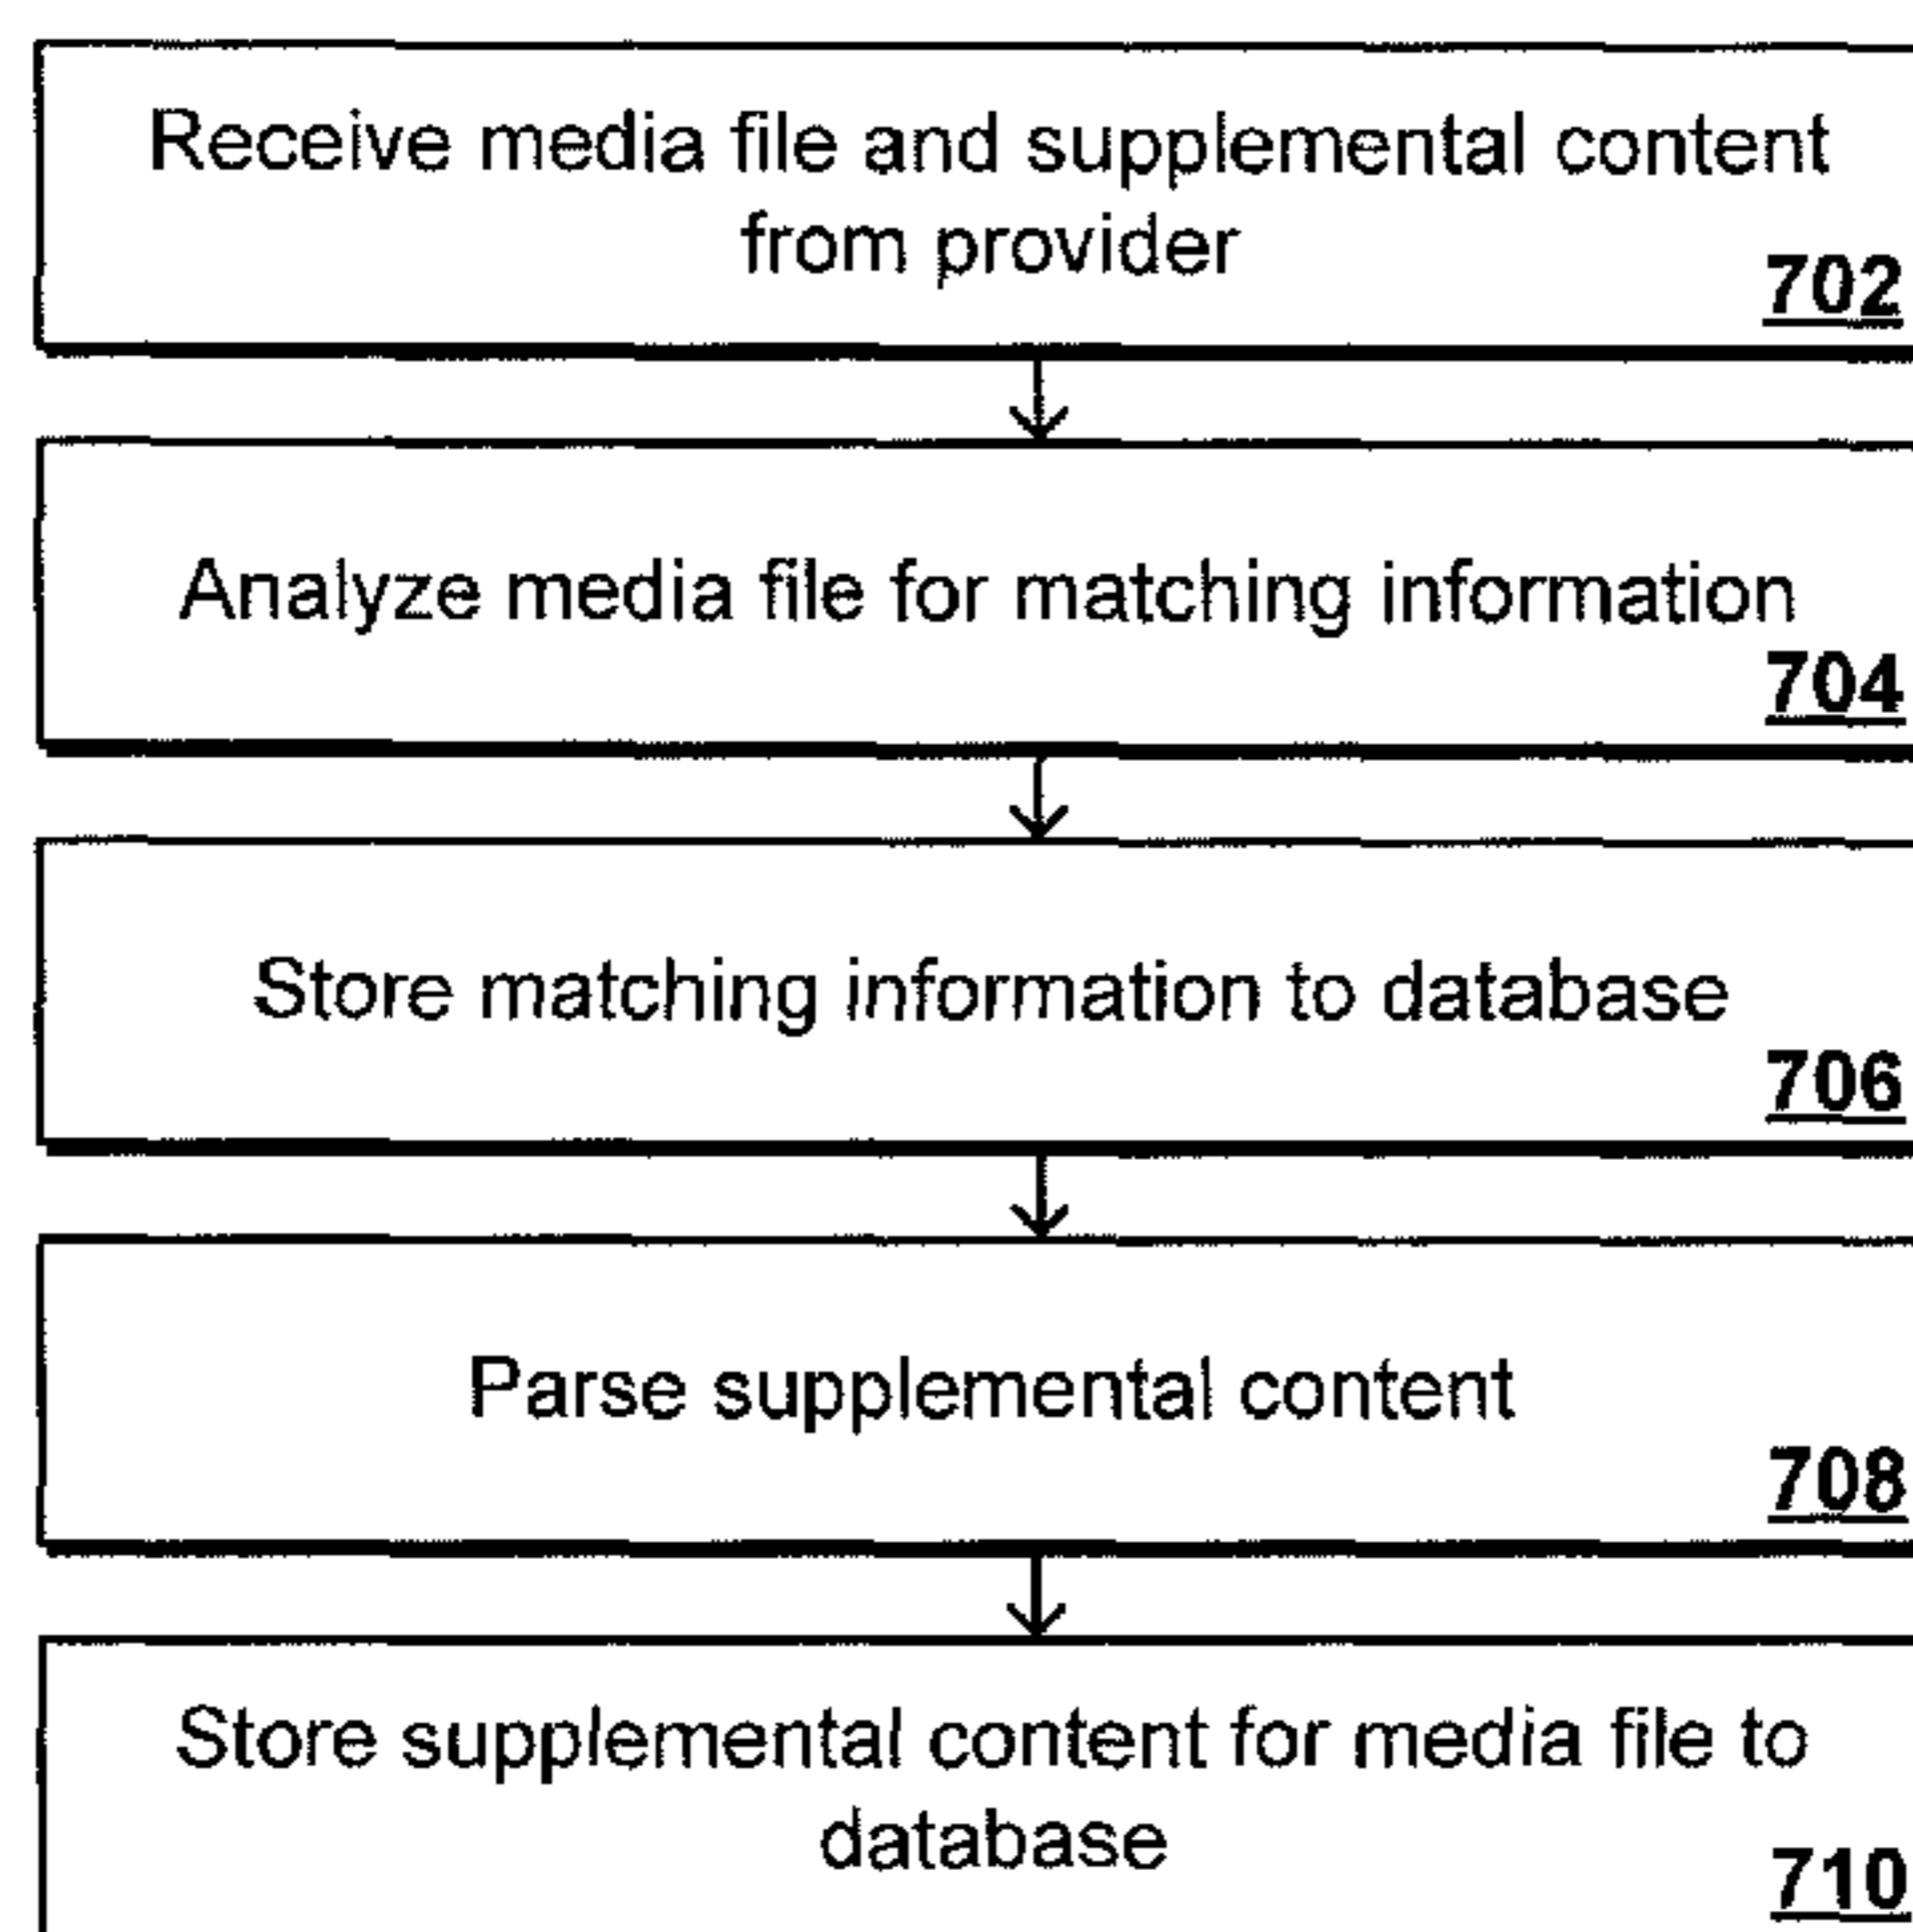 Receive media file and supplemental content
from provider
702
Analyze media file for matching information
704
Store matching information to database
706
Parse supplemental content
708
Store supplemental content for media file to
database
710